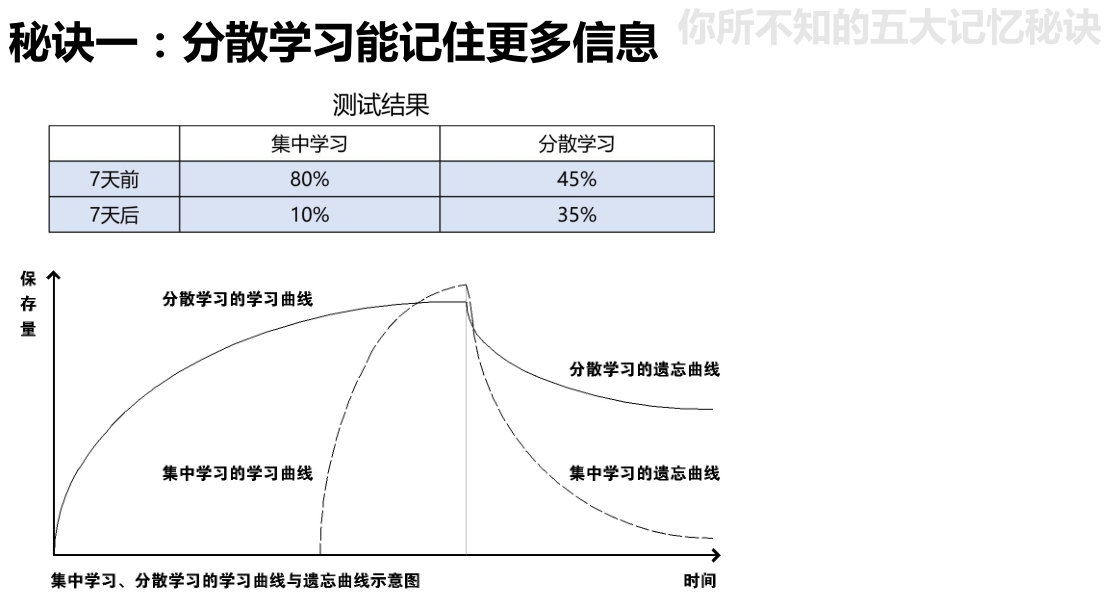 秘诀一：分散学习能记住更多信息
你所不知的五大记忆秘诀
测试结果
集中学习 分散学习
7天前 80% 45%
7天后 10% 35%
保存量
分散学习的学习曲线
分散学习的遗忘曲线
集中学习的学习曲线
集中学习的遗忘曲线
时间
集中学习、分散学习的学习曲线与遗忘曲线示意图